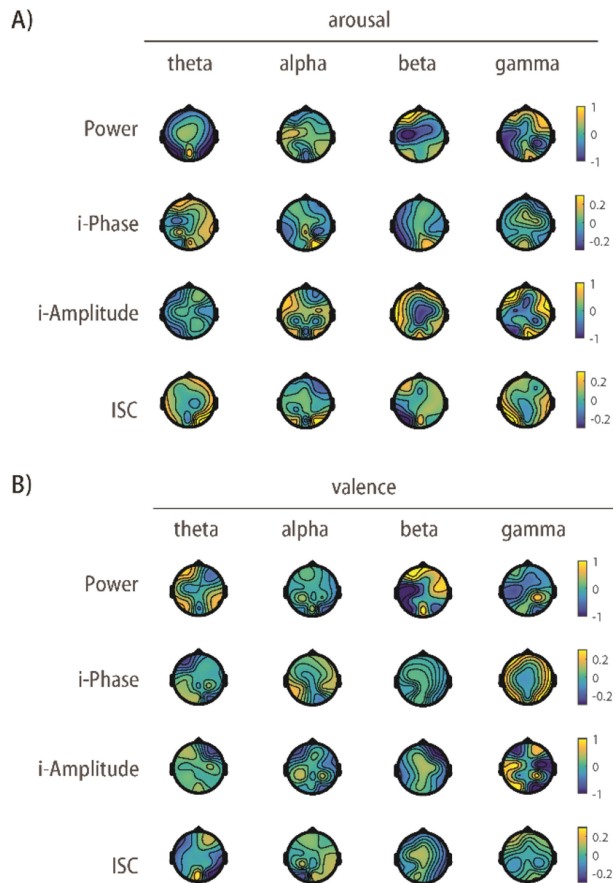 A)
arousal
theta alpha beta gamma
Power
1
0
-1
i-Phase
0.2
0
-0.2
i-Amplitude
1
0
-1
ISC
0.2
0
-0.2
B)
valence
theta alpha beta gamma
Power
1
0
-1
i-Phase
0.2
0
-0.2
i-Amplitude
1
0
-1
ISC
0.2
0
-0.2